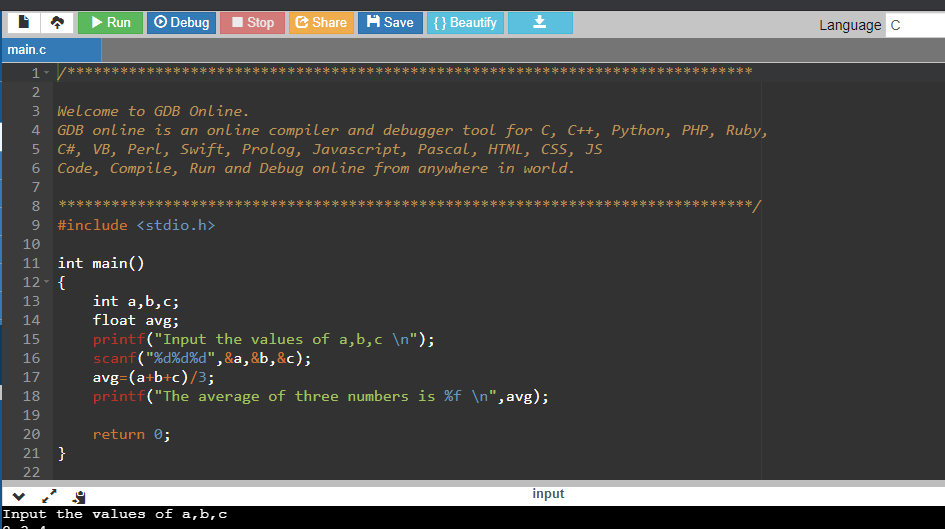 Run Debug Stop Share Save { } Beautify Language C
main.c
1 /******************************************************************************
2
3 Welcome to GDB Online.
4 GDB online is an online compiler and debugger tool for C, C++, Python, PHP, Ruby,
5 C#, VB, Perl, Swift, Prolog, Javascript, Pascal, HTML, CSS, JS
6 Code, Compile, Run and Debug online from anywhere in world.
7
8 *******************************************************************************/
9 #include <stdio.h>
10
11 int main()
12 {
13     int a,b,c;
14     float avg;
15     printf("Input the values of a,b,c \n");
16     scanf("%d%d%d",&a,&b,&c);
17     avg=(a+b+c)/3;
18     printf("The average of three numbers is %f \n",avg);
19
20     return 0;
21 }
22
input
Input the values of a,b,c